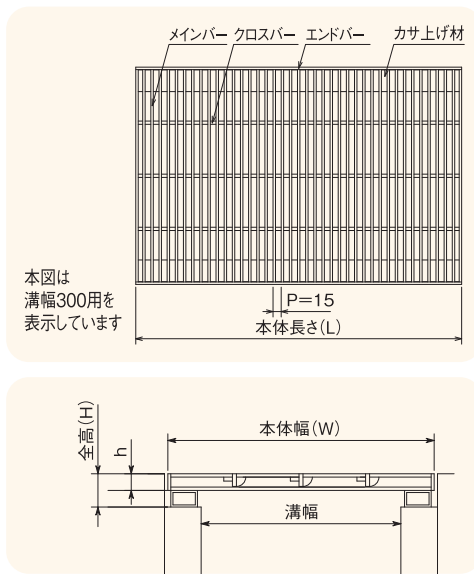 メインバー クロスバー エンドバー カサ上げ材
本図は
溝幅300用を
表示しています
P=15
本体長さ(L)
全高(H)
h
本体幅(W)
溝幅